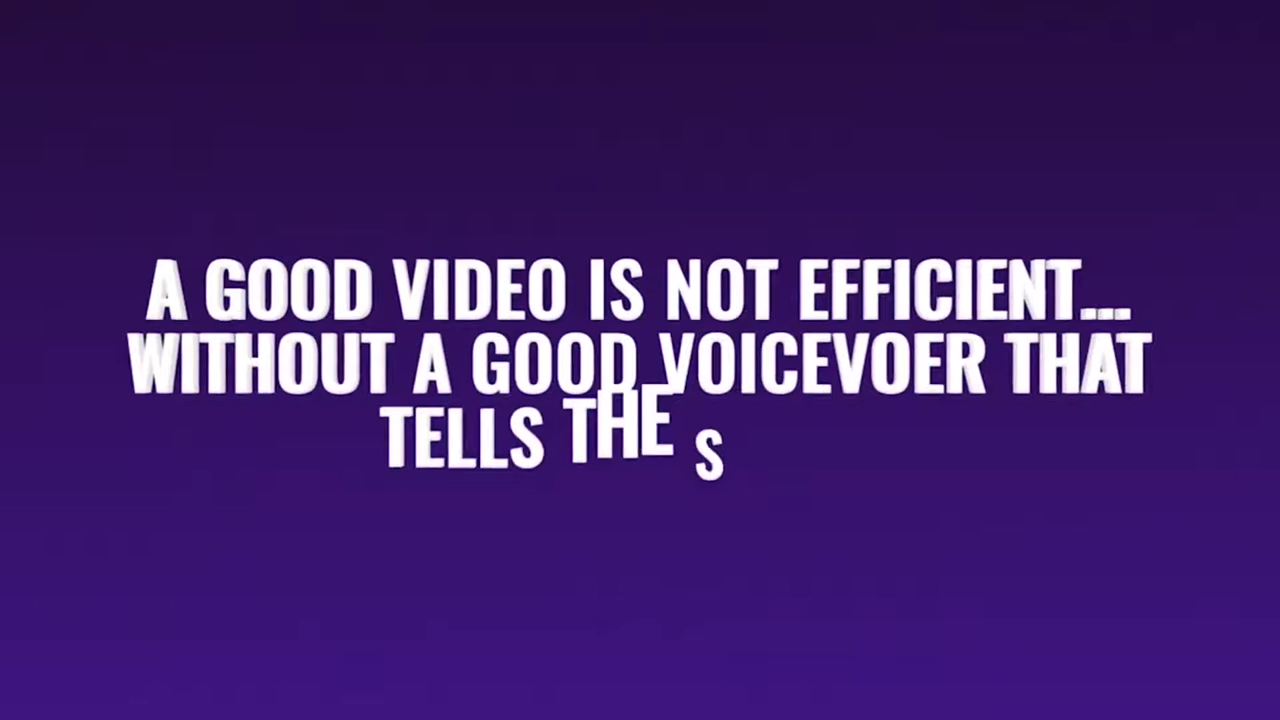 A GOOD VIDEO IS NOT EFFICIENT...
WITHOUT A GOOD VOICEVOER THAT
TELLS THE S